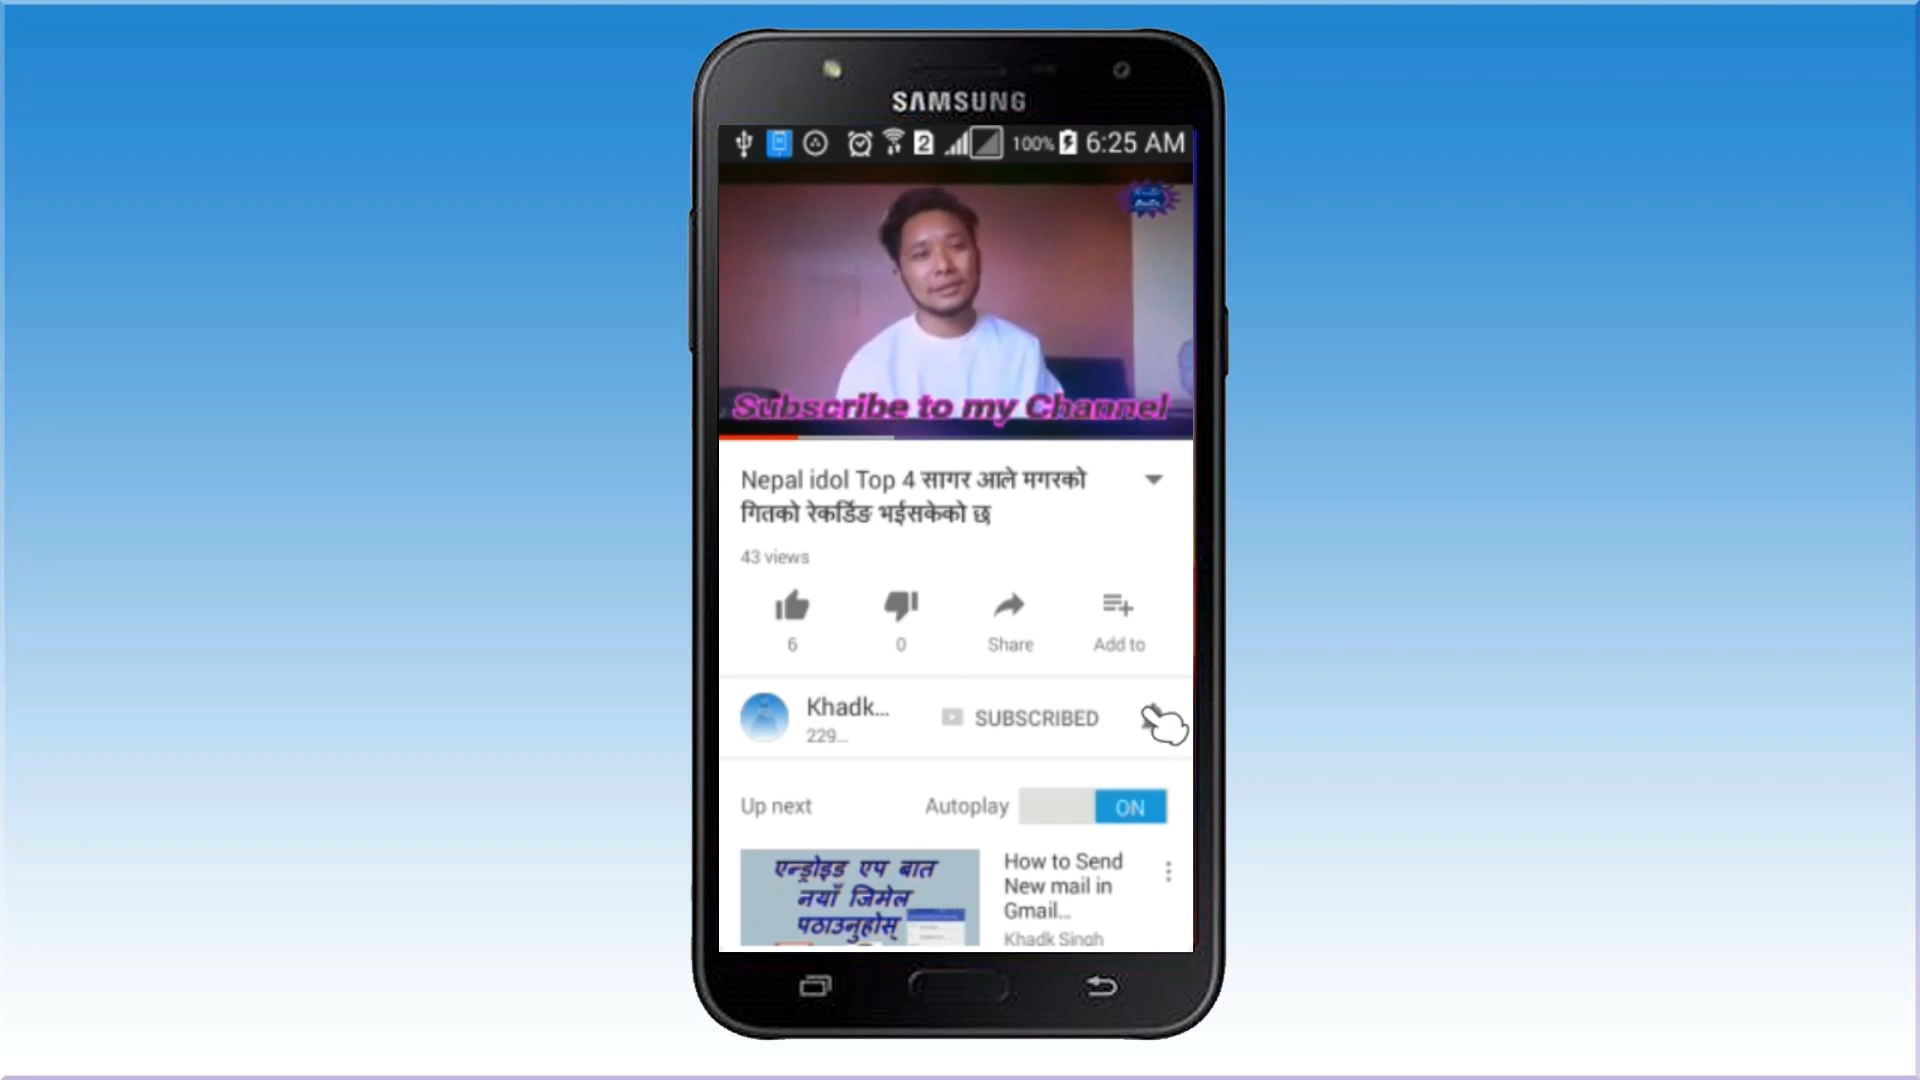 SAMSUNG
2 100% 6:25 AM
Subscribe to my Channel
Nepal idol Top 4 सागर आले मगरको
गितको रेकर्डिङ भईसकेको छ
43 views
6 0 Share Add to
Khadk... SUBSCRIBED
229...
Up next Autoplay ON
एन्ड्रोइड एप बात
नयाँ जिमेल
पठाउनुहोस्
How to Send
New mail in
Gmail...
Khadk Singh